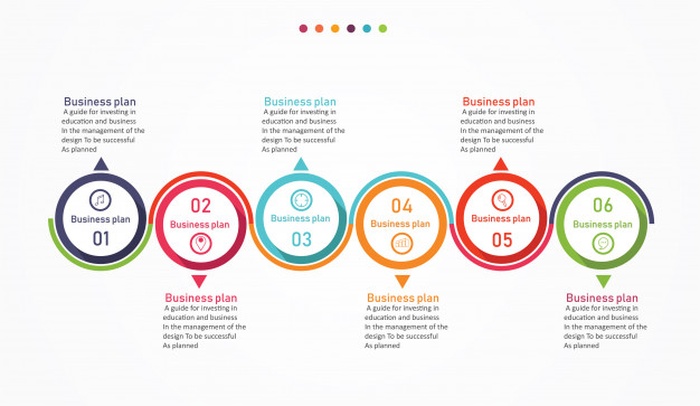 Business plan
A guide for investing in
education and business
In the management of the
design To be successful
As planned
Business plan
A guide for investing in
education and business
In the management of the
design To be successful
As planned
Business plan
A guide for investing in
education and business
In the management of the
design To be successful
As planned
Business plan
01
02
Business plan
Business plan
03
04
Business plan
Business plan
05
06
Business plan
Business plan
A guide for investing in
education and business
In the management of the
design To be successful
As planned
Business plan
A guide for investing in
education and business
In the management of the
design To be successful
As planned
Business plan
A guide for investing in
education and business
In the management of the
design To be successful
As planned